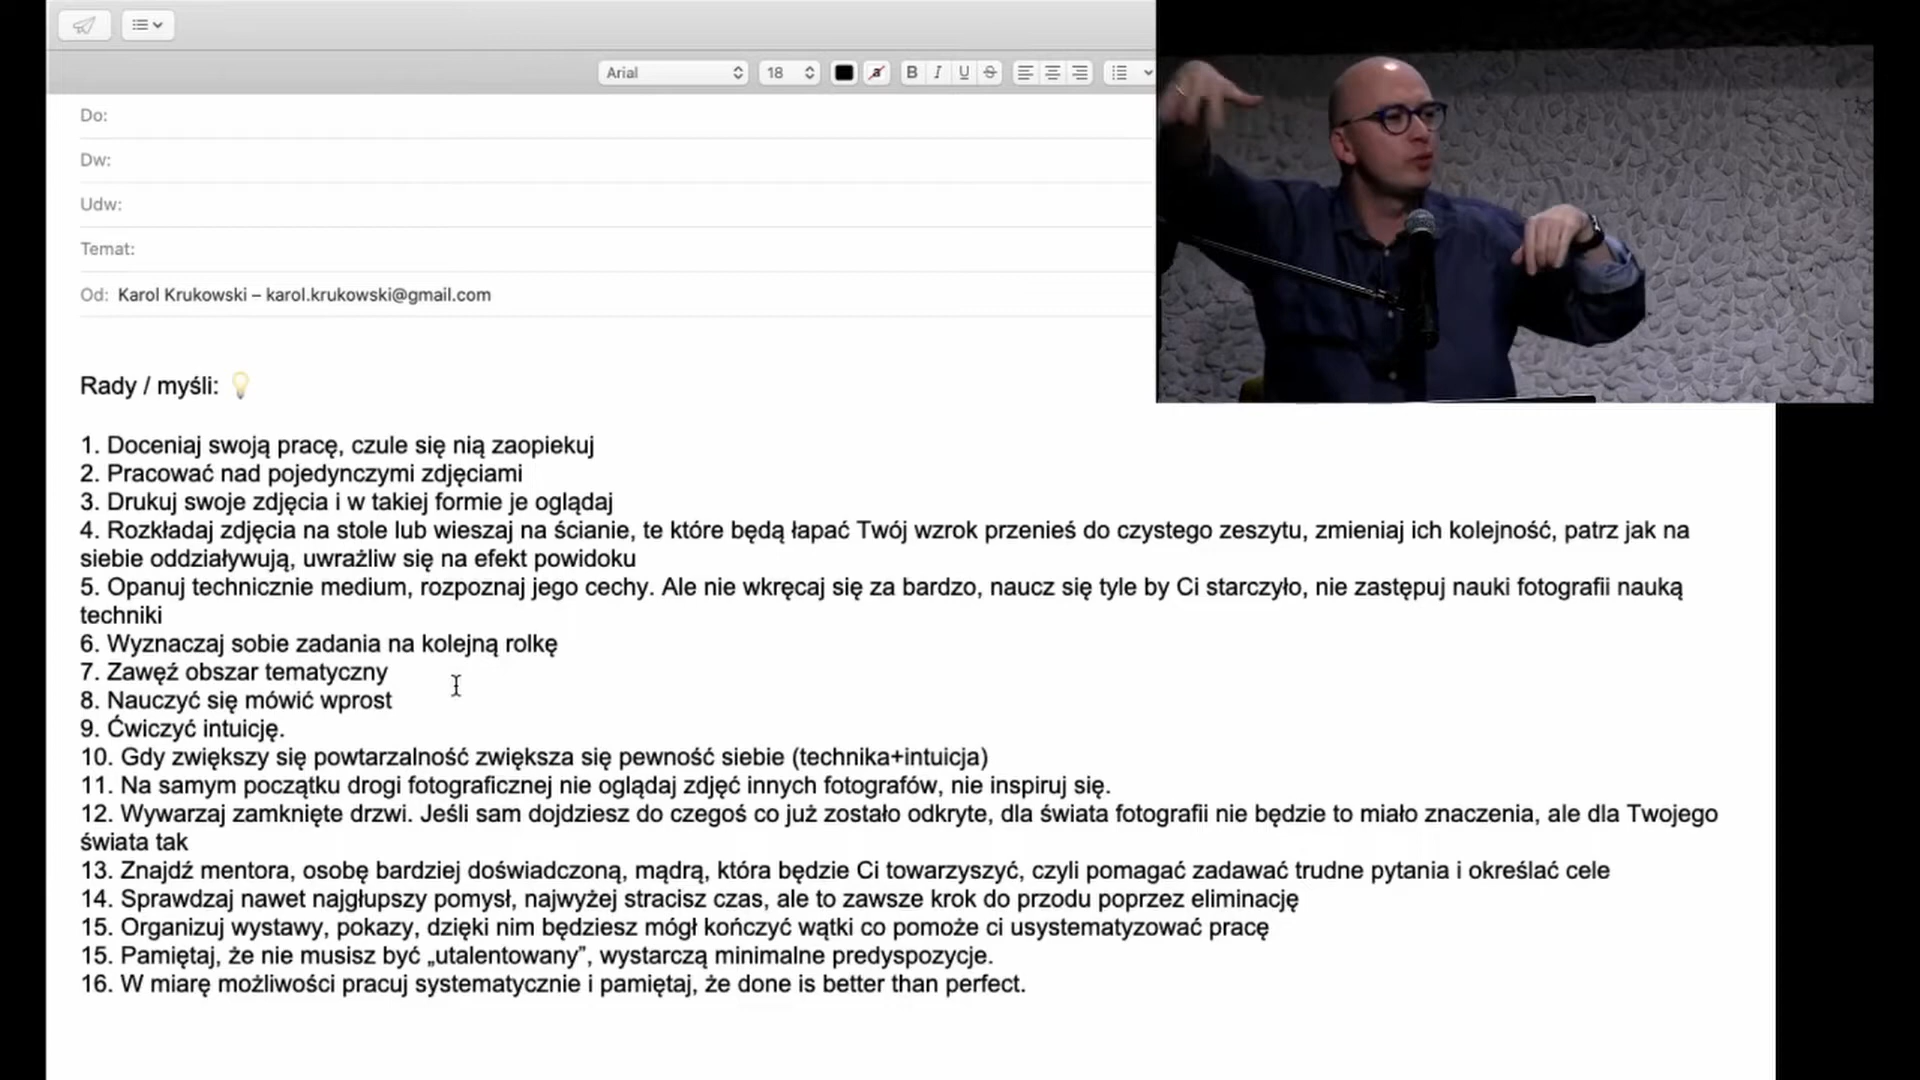 Arial
18
B I U S
Do:
Dw:
Udw:
Temat:
Od: Karol Krukowski – karol.krukowski@gmail.com
Rady / myśli: 💡
1. Doceniaj swoją pracę, czule się nią zaopiekuj
2. Pracować nad pojedynczymi zdjęciami
3. Drukuj swoje zdjęcia i w takiej formie je oglądaj
4. Rozkładaj zdjęcia na stole lub wieszaj na ścianie, te które będą łapać Twój wzrok przenieś do czystego zeszytu, zmieniaj ich kolejność, patrz jak na
siebie oddziaływują, uwrażliw się na efekt powidoku
5. Opanuj technicznie medium, rozpoznaj jego cechy. Ale nie wkręcaj się za bardzo, naucz się tyle by Ci starczyło, nie zastępuj nauki fotografii nauką
techniki
6. Wyznaczaj sobie zadania na kolejną rolkę
7. Zawęź obszar tematyczny
8. Nauczyć się mówić wprost
9. Ćwiczyć intuicję.
10. Gdy zwiększy się powtarzalność zwiększa się pewność siebie (technika+intuicja)
11. Na samym początku drogi fotograficznej nie oglądaj zdjęć innych fotografów, nie inspiruj się.
12. Wywarzaj zamknięte drzwi. Jeśli sam dojdziesz do czegoś co już zostało odkryte, dla świata fotografii nie będzie to miało znaczenia, ale dla Twojego
świata tak
13. Znajdź mentora, osobę bardziej doświadczoną, mądrą, która będzie Ci towarzyszyć, czyli pomagać zadawać trudne pytania i określać cele
14. Sprawdzaj nawet najgłupszy pomysł, najwyżej stracisz czas, ale to zawsze krok do przodu poprzez eliminację
15. Organizuj wystawy, pokazy, dzięki nim będziesz mógł kończyć wątki co pomoże ci usystematyzować pracę
15. Pamiętaj, że nie musisz być „utalentowany”, wystarczą minimalne predyspozycje.
16. W miarę możliwości pracuj systematycznie i pamiętaj, że done is better than perfect.